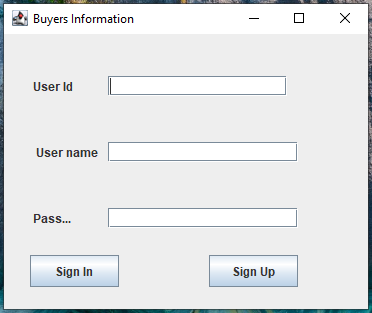 Buyers Information
User Id
User name
Pass...
Sign In
Sign Up